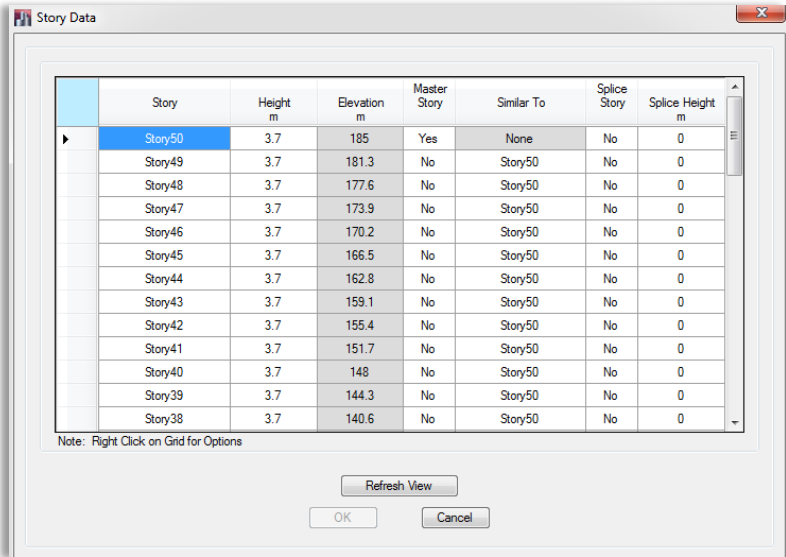 Story Data
Story Height m Elevation m Master Story Similar To Splice Story Splice Height m
Story50 3.7 185 Yes None No 0
Story49 3.7 181.3 No Story50 No 0
Story48 3.7 177.6 No Story50 No 0
Story47 3.7 173.9 No Story50 No 0
Story46 3.7 170.2 No Story50 No 0
Story45 3.7 166.5 No Story50 No 0
Story44 3.7 162.8 No Story50 No 0
Story43 3.7 159.1 No Story50 No 0
Story42 3.7 155.4 No Story50 No 0
Story41 3.7 151.7 No Story50 No 0
Story40 3.7 148 No Story50 No 0
Story39 3.7 144.3 No Story50 No 0
Story38 3.7 140.6 No Story50 No 0
Note: Right Click on Grid for Options
Refresh View
OK Cancel